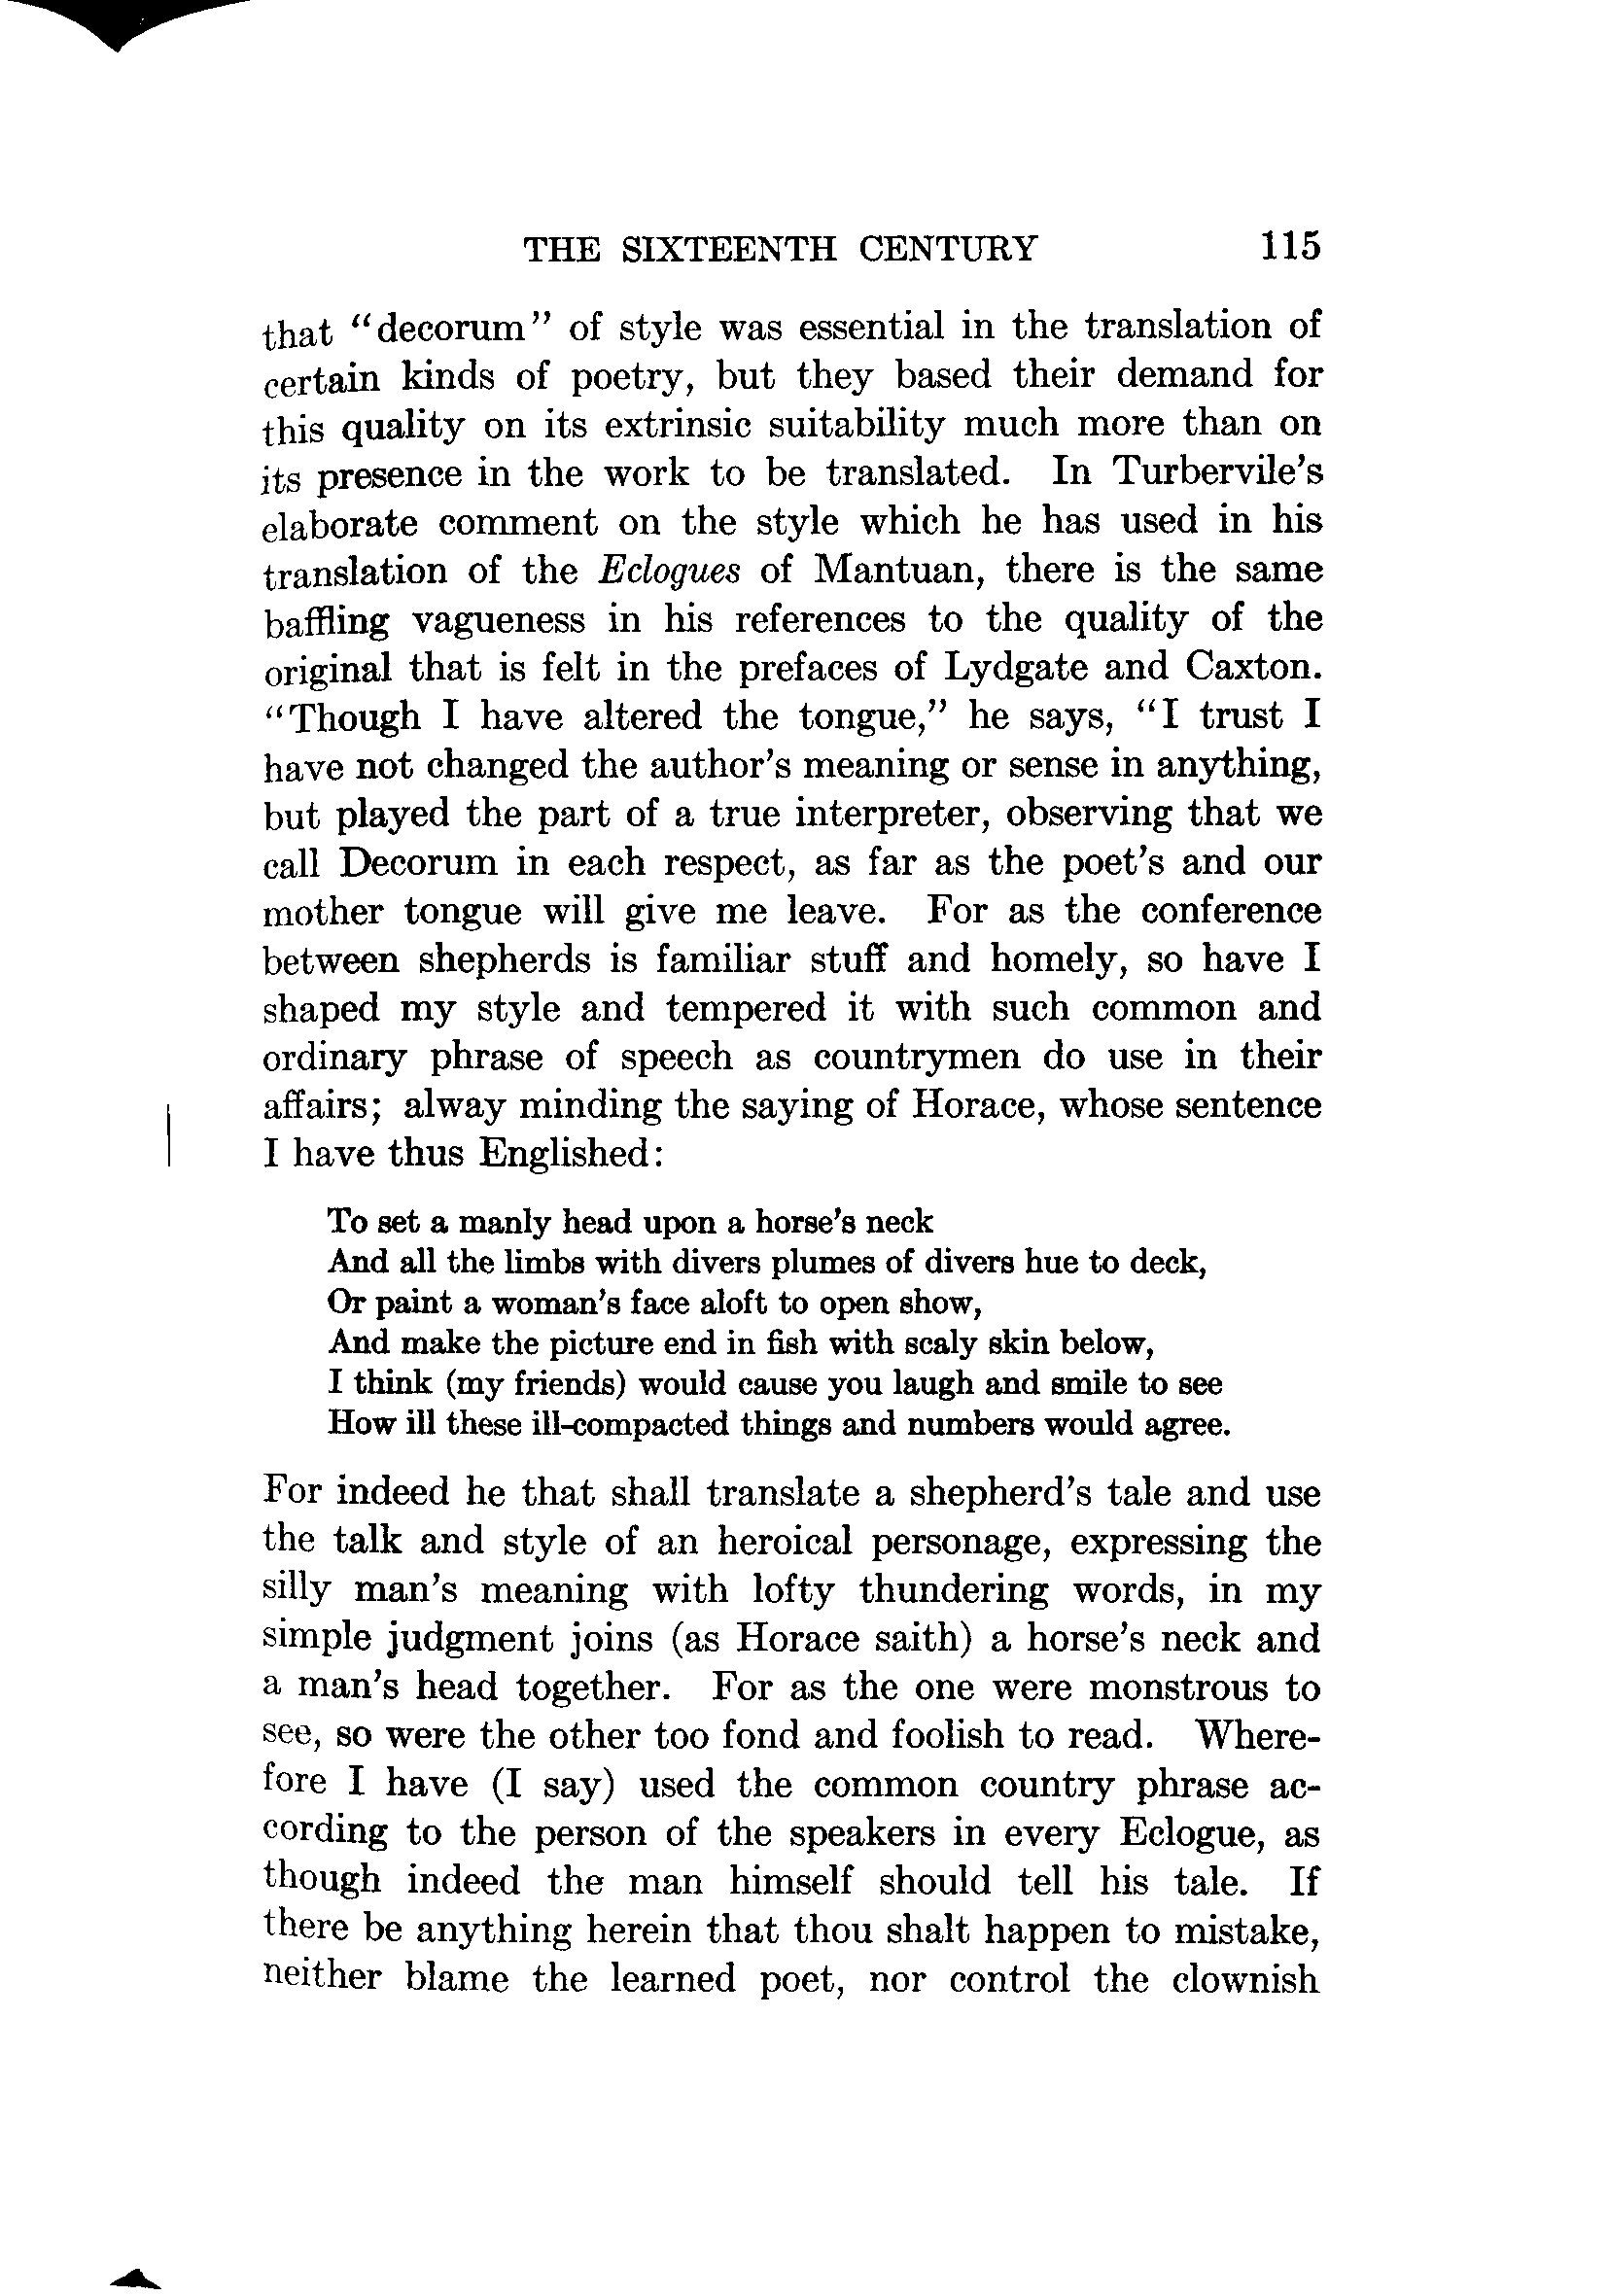 THE SIXTEENTH CENTURY 115
that "decorum" of style was essential in the translation of
certain kinds of poetry, but they based their demand for
this quality on its extrinsic suitability much more than on
its presence in the work to be translated. In Turbervile's
elaborate comment on the style which he has used in his
translation of the Eclogues of Mantuan, there is the same
baffling vagueness in his references to the quality of the
original that is felt in the prefaces of Lydgate and Caxton.
"Though I have altered the tongue," he says, "I trust I
have not changed the author's meaning or sense in anything,
but played the part of a true interpreter, observing that we
call Decorum in each respect, as far as the poet's and our
mother tongue will give me leave. For as the conference
between shepherds is familiar stuff and homely, so have I
shaped my style and tempered it with such common and
ordinary phrase of speech as countrymen do use in their
affairs; alway minding the saying of Horace, whose sentence
I have thus Englished:
To set a manly head upon a horse's neck
And all the limbs with divers plumes of divers hue to deck,
Or paint a woman's face aloft to open show,
And make the picture end in fish with scaly skin below,
I think (my friends) would cause you laugh and smile to see
How ill these ill-compacted things and numbers would agree.
For indeed he that shall translate a shepherd's tale and use
the talk and style of an heroical personage, expressing the
silly man's meaning with lofty thundering words, in my
simple judgment joins (as Horace saith) a horse's neck and
a man's head together. For as the one were monstrous to
see, so were the other too fond and foolish to read. Where-
fore I have (I say) used the common country phrase ac-
cording to the person of the speakers in every Eclogue, as
though indeed the man himself should tell his tale. If
there be anything herein that thou shalt happen to mistake,
neither blame the learned poet, nor control the clownish